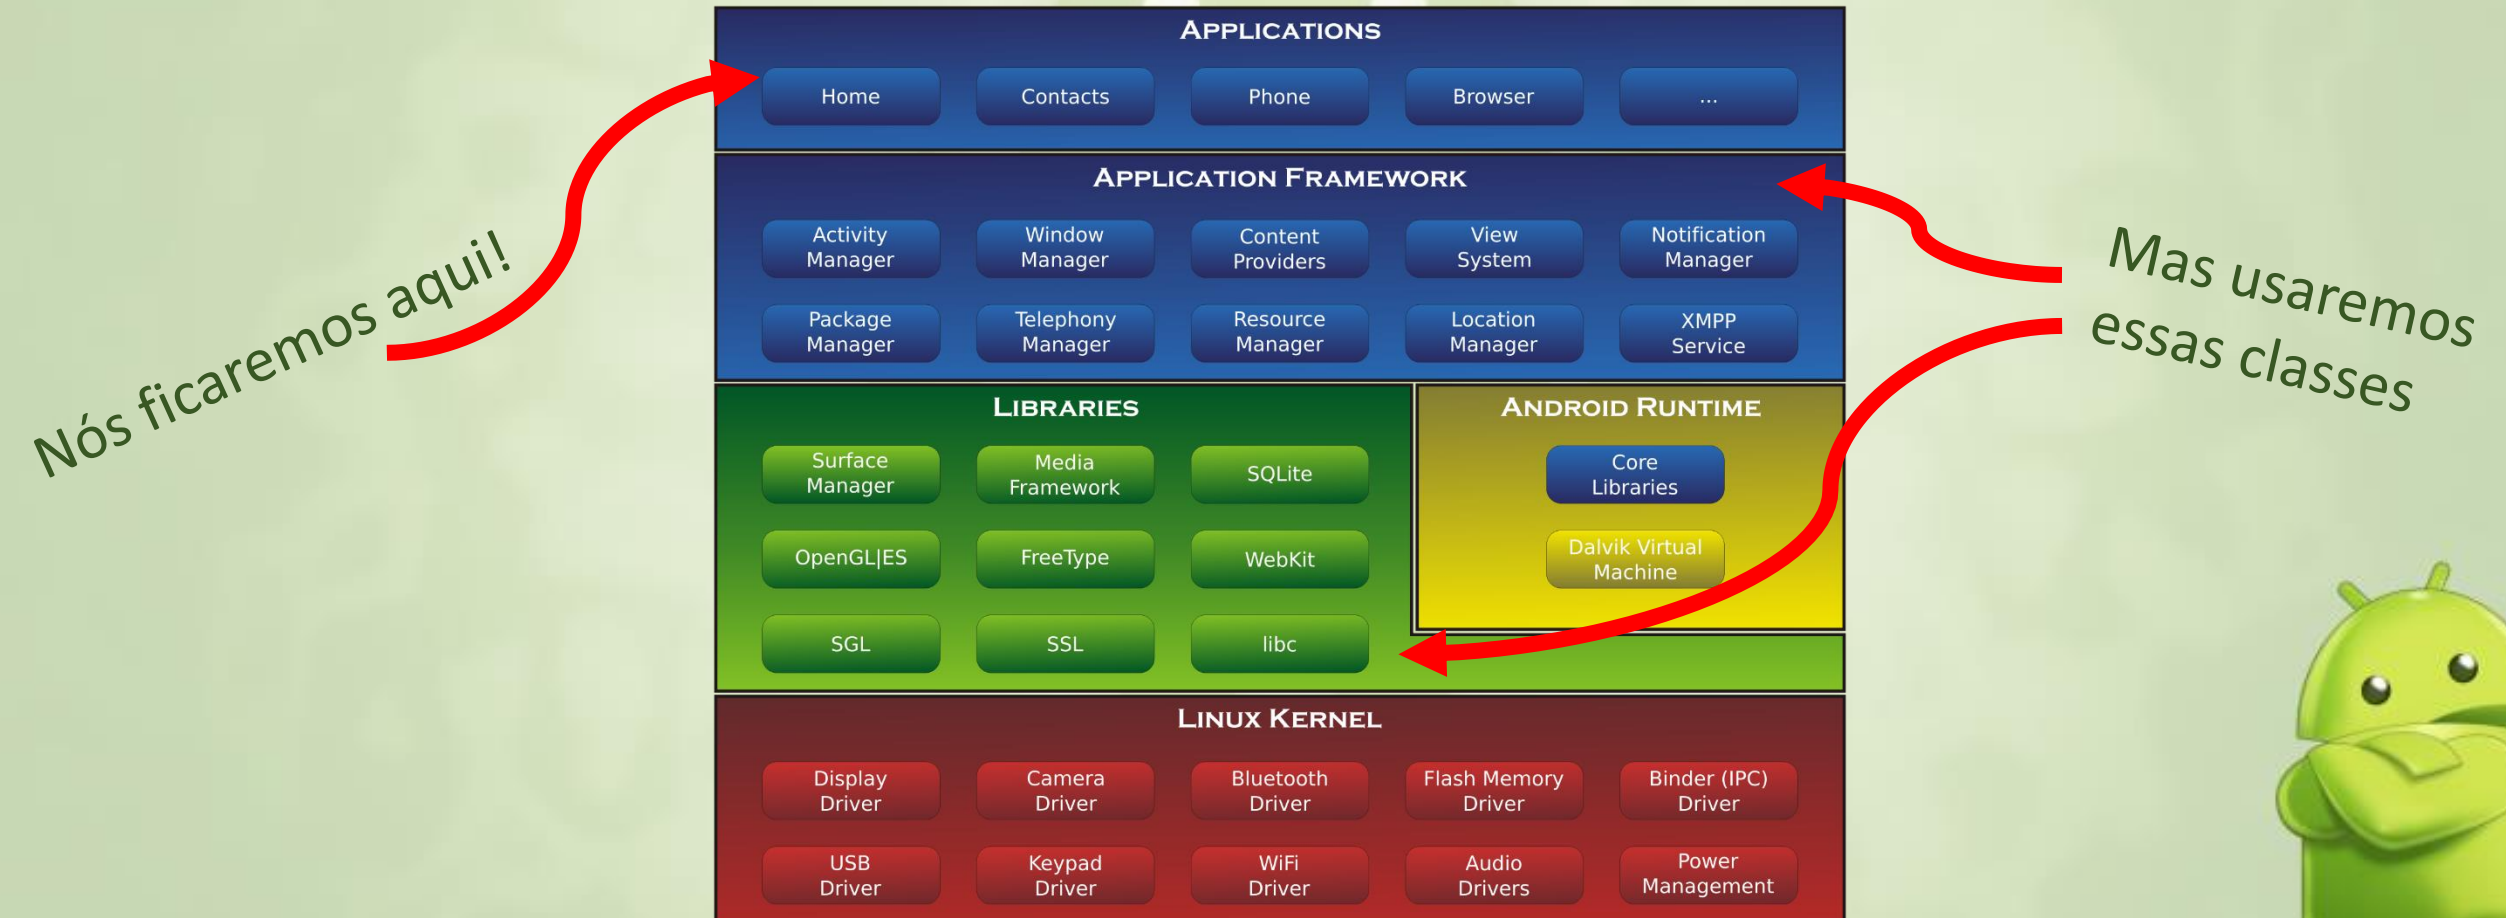 APPLICATIONS
Home
Contacts
Phone
Browser
...
APPLICATION FRAMEWORK
Activity
Manager
Window
Manager
Content
Providers
View
System
Notification
Manager
Package
Manager
Telephony
Manager
Resource
Manager
Location
Manager
XMPP
Service
LIBRARIES
Surface
Manager
Media
Framework
SQLite
OpenGL|ES
FreeType
WebKit
SGL
SSL
libc
ANDROID RUNTIME
Core
Libraries
Dalvik Virtual
Machine
LINUX KERNEL
Display
Driver
Camera
Driver
Bluetooth
Driver
Flash Memory
Driver
Binder (IPC)
Driver
USB
Driver
Keypad
Driver
WiFi
Driver
Audio
Drivers
Power
Management
Nós ficaremos aqui!
Mas usaremos
essas classes